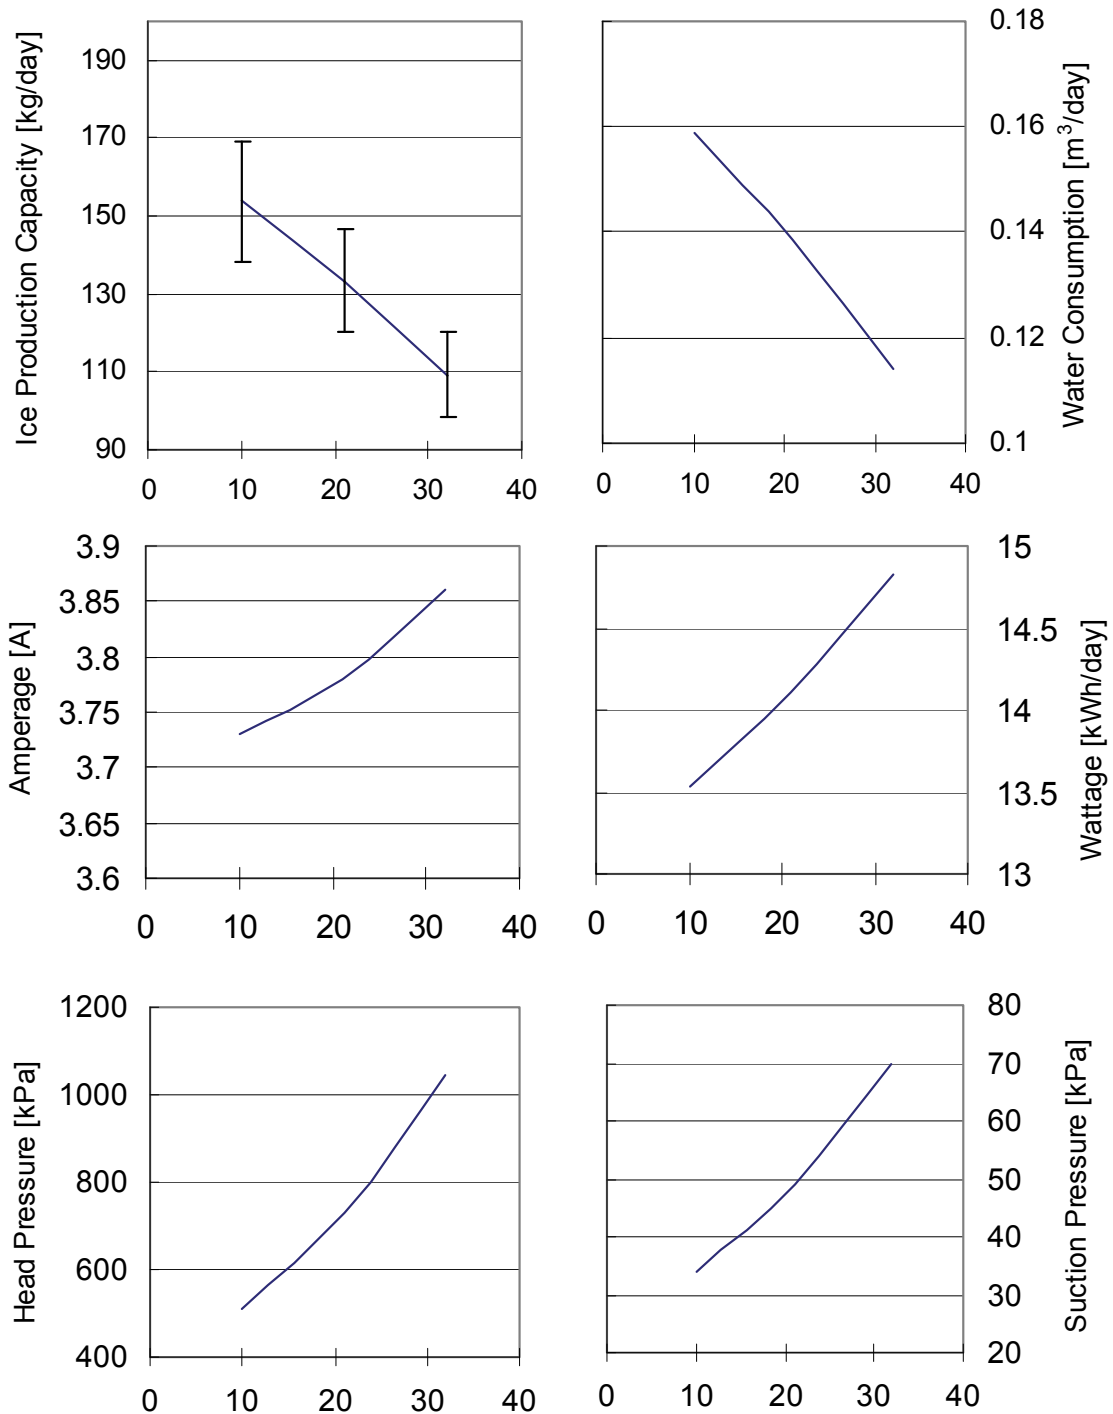 Ice Production Capacity [kg/day]
190
170
150
130
110
90
0 10 20 30 40
Water Consumption [m³/day]
0.18
0.16
0.14
0.12
0.1
0 10 20 30 40
Amperage [A]
3.9
3.85
3.8
3.75
3.7
3.65
3.6
0 10 20 30 40
Wattage [kWh/day]
15
14.5
14
13.5
13
0 10 20 30 40
Head Pressure [kPa]
1200
1000
800
600
400
0 10 20 30 40
Suction Pressure [kPa]
80
70
60
50
40
30
20
0 10 20 30 40